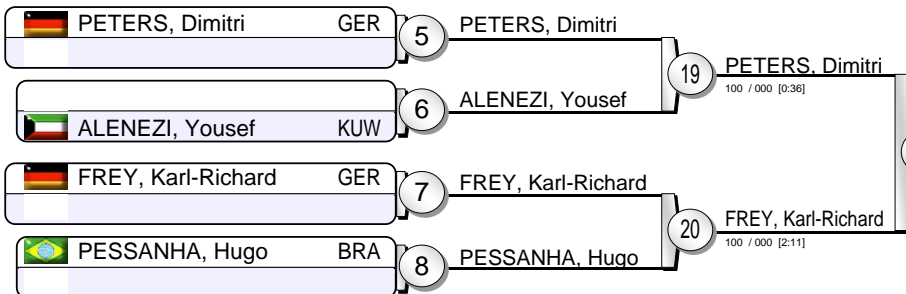 PETERS, Dimitri GER
5
PETERS, Dimitri
6
ALENEZI, Yousef KUW
ALENEZI, Yousef
19
PETERS, Dimitri
100 / 000 [0:36]
FREY, Karl-Richard GER
7
FREY, Karl-Richard
PESSANHA, Hugo BRA
8
PESSANHA, Hugo
20
FREY, Karl-Richard
100 / 000 [2:11]